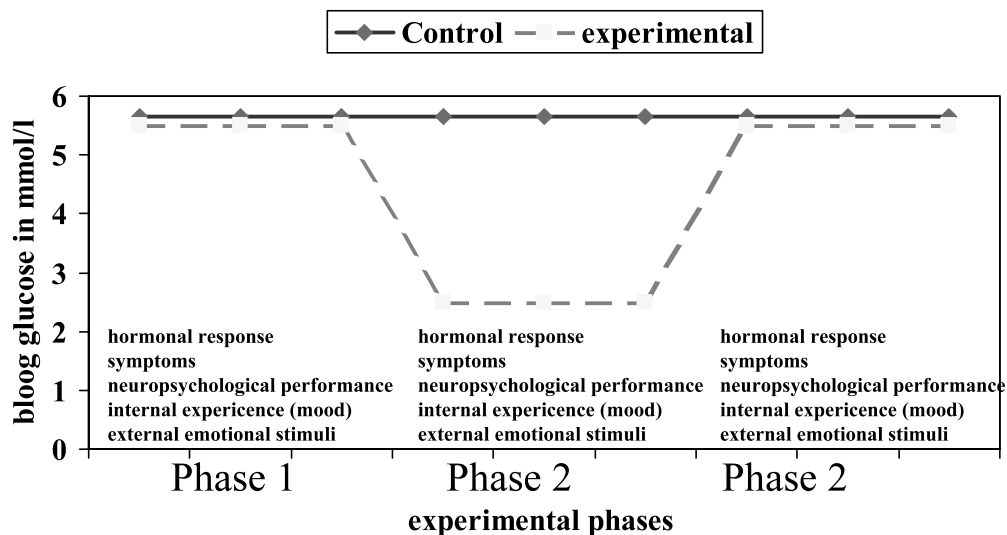 Control experimental
6
5
4
3
2
1
0
bloog glucose in mmol/l
hormonal response
symptoms
neuropsychological performance
internal expericence (mood)
external emotional stimuli
hormonal response
symptoms
neuropsychological performance
internal expericence (mood)
external emotional stimuli
hormonal response
symptoms
neuropsychological performance
internal expericence (mood)
external emotional stimuli
Phase 1 Phase 2 Phase 2
experimental phases